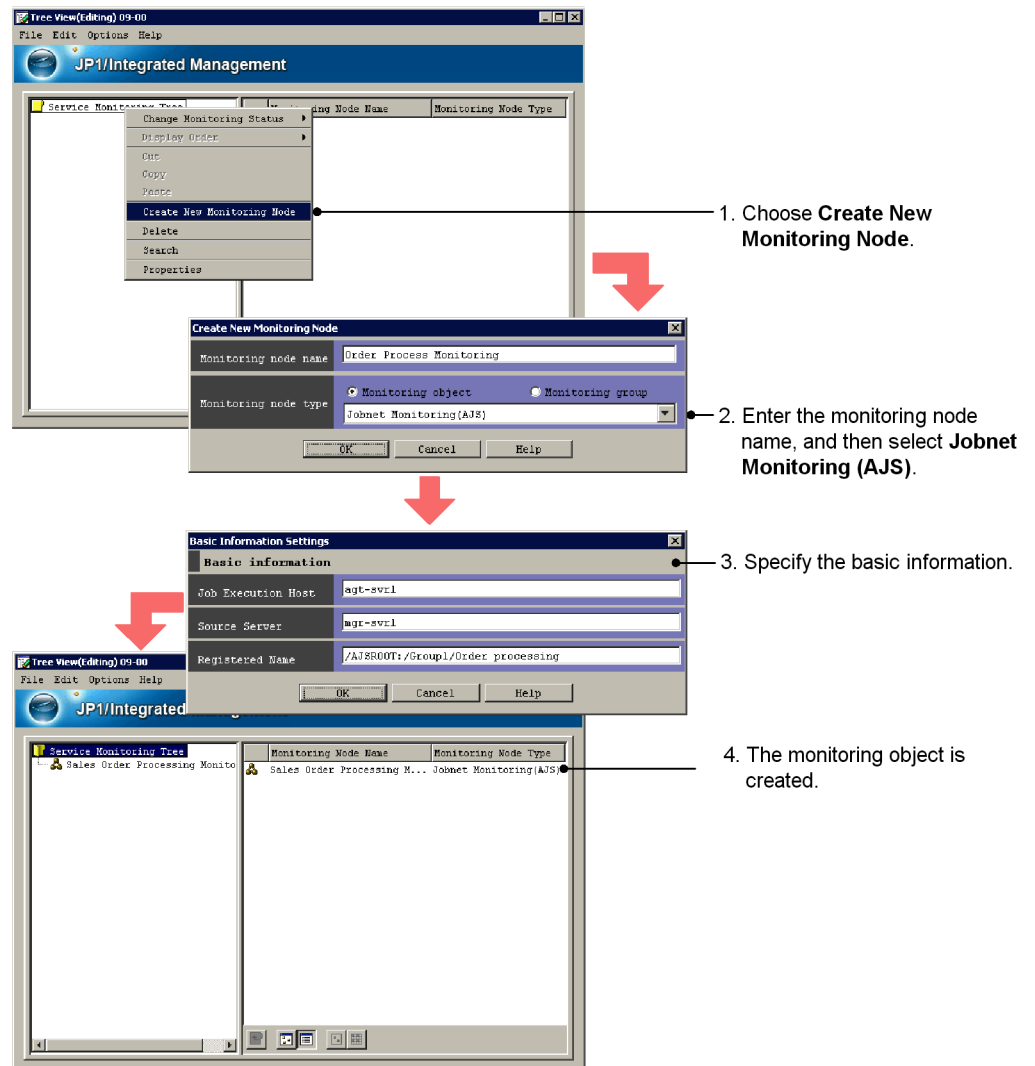 Tree View(Editing) 09-00
File Edit Options Help
JP1/Integrated Management
Service Monitoring Tree
Node Name
Monitoring Node Type
Change Monitoring Status
Display Order
Cut
Copy
Paste
Create New Monitoring Node
Delete
Search
Properties
1. Choose Create New
Monitoring Node.
Create New Monitoring Node
Monitoring node name
Order Process Monitoring
Monitoring node type
Monitoring object
Monitoring group
Jobnet Monitoring(AJS)
OK
Cancel
Help
2. Enter the monitoring node
name, and then select Jobnet
Monitoring (AJS).
Basic Information Settings
Basic information
Job Execution Host
agt-svr1
Source Server
mgr-svr1
Registered Name
/AJSROOT:/Group1/Order processing
OK
Cancel
Help
3. Specify the basic information.
Tree View(Editing) 09-00
File Edit Options Help
JP1/Integrated
Service Monitoring Tree
Sales Order Processing Monito
Monitoring Node Name
Monitoring Node Type
Sales Order Processing M...
Jobnet Monitoring(AJS)
4. The monitoring object is
created.